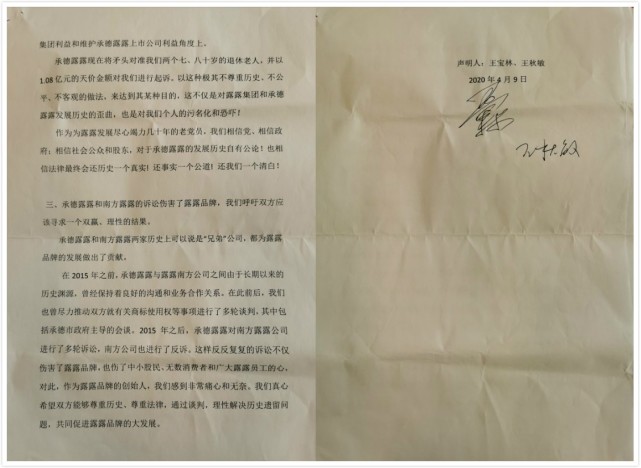 集团利益和维护承德露露上市公司利益角度上。
承德露露现在将矛头对准我们两个七、八十岁的退休老人，并以
1.08 亿元的天价金额对我们进行起诉。以这种极其不尊重历史、不公
平、不客观的做法，来达到其某种目的，这不仅是对露露集团和承德
露露发展历史的歪曲，也是对我们个人的污名化和恐吓！
作为为露露发展尽心竭力几十年的老党员，我们相信党、相信政
府；相信社会公众和股东，对于承德露露的发展历史自有公论！也相
信法律最终会还历史一个真实！还事实一个公道！还我们一个清白！
三、承德露露和南方露露的诉讼伤害了露露品牌，我们呼吁双方应
该寻求一个双赢、理性的结果。
承德露露和南方露露两家历史上可以说是“兄弟”公司，都为露露
品牌的发展做出了贡献。
在 2015 年之前，承德露露与露露南方公司之间由于长期以来的
历史渊源，曾经保持着良好的沟通和业务合作关系。在此前后，我们
也曾尽力推动双方就有关商标使用权等事项进行了多轮谈判，其中包
括承德市政府主导的会谈。2015 年之后，承德露露对南方露露公司
进行了多轮诉讼，南方公司也进行了反诉。这样反反复复的诉讼不仅
伤害了露露品牌，也伤了中小股民、无数消费者和广大露露员工的心，
对此，作为露露品牌的创始人，我们感到非常痛心和无奈。我们真心
希望双方能够尊重历史、尊重法律，通过谈判，理性解决历史遗留问
题，共同促进露露品牌的大发展。
声明人：王宝林、王秋敏
2020 年 4 月 9 日
王秋敏